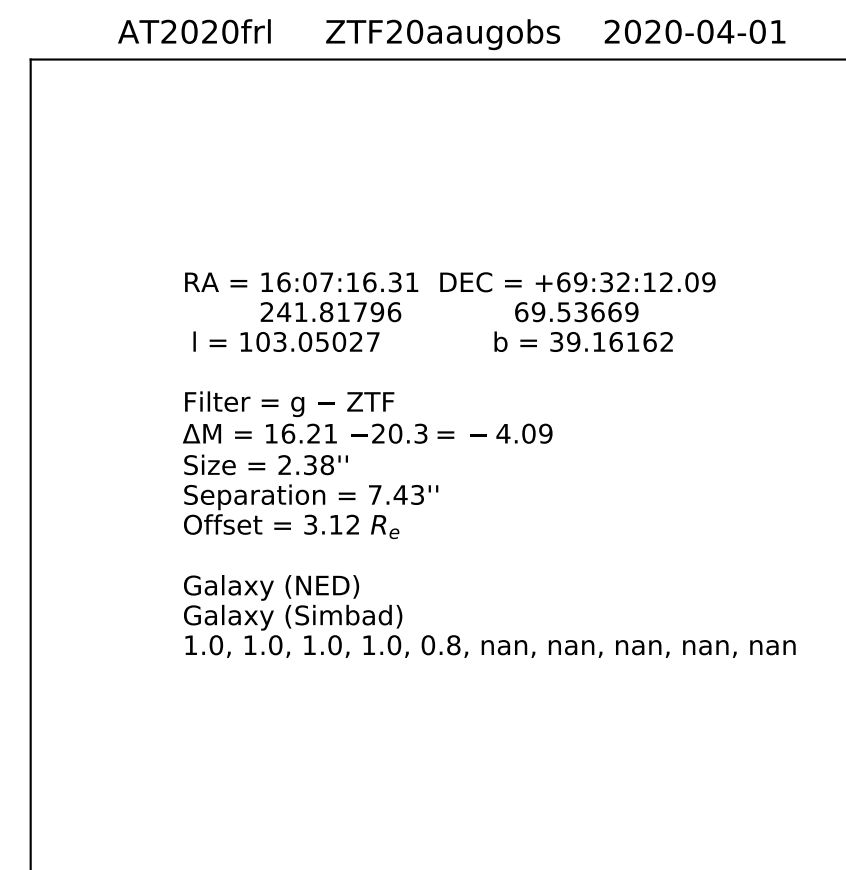 AT2020frl ZTF20aaugobs 2020-04-01
RA = 16:07:16.31 DEC = +69:32:12.09
241.81796 69.53669
l = 103.05027 b = 39.16162
Filter = g − ZTF
ΔM = 16.21 −20.3 = − 4.09
Size = 2.38''
Separation = 7.43''
Offset = 3.12 Re
Galaxy (NED)
Galaxy (Simbad)
1.0, 1.0, 1.0, 1.0, 0.8, nan, nan, nan, nan, nan